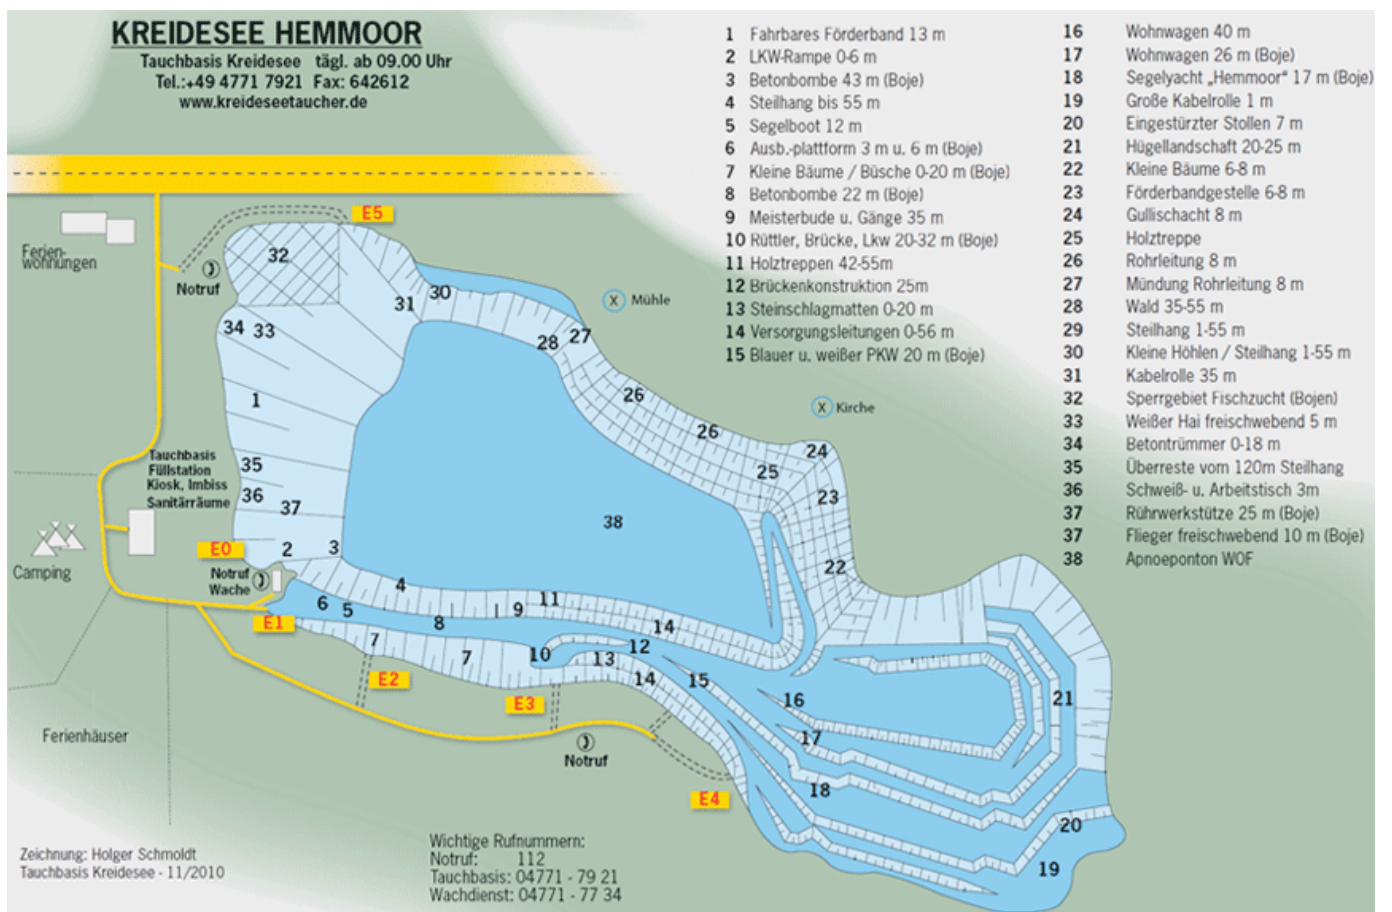 KREIDESEE HEMMOOR
Tauchbasis Kreidesee tägl. ab 09.00 Uhr
Tel.:+49 4771 7921 Fax: 642612
www.kreideseetaucher.de
1 Fahrbares Förderband 13 m
2 LKW-Rampe 0-6 m
3 Betonbombe 43 m (Boje)
4 Steilhang bis 55 m
5 Segelboot 12 m
6 Ausb.-plattform 3 m u. 6 m (Boje)
7 Kleine Bäume / Büsche 0-20 m (Boje)
8 Betonbombe 22 m (Boje)
9 Meisterbude u. Gänge 35 m
10 Rüttler, Brücke, Lkw 20-32 m (Boje)
11 Holztreppen 42-55m
12 Brückenkonstruktion 25m
13 Steinschlagmatten 0-20 m
14 Versorgungsleitungen 0-56 m
15 Blauer u. weißer PKW 20 m (Boje)
16 Wohnwagen 40 m
17 Wohnwagen 26 m (Boje)
18 Segelyacht „Hemmoor" 17 m (Boje)
19 Große Kabelrolle 1 m
20 Eingestürzter Stollen 7 m
21 Hügellandschaft 20-25 m
22 Kleine Bäume 6-8 m
23 Förderbandgestelle 6-8 m
24 Gullischacht 8 m
25 Holztreppe
26 Rohrleitung 8 m
27 Mündung Rohrleitung 8 m
28 Wald 35-55 m
29 Steilhang 1-55 m
30 Kleine Höhlen / Steilhang 1-55 m
31 Kabelrolle 35 m
32 Sperrgebiet Fischzucht (Bojen)
33 Weißer Hai freischwebend 5 m
34 Betontrümmer 0-18 m
35 Überreste vom 120m Steilhang
36 Schweiß- u. Arbeitstisch 3m
37 Rührwerkstütze 25 m (Boje)
37 Flieger freischwebend 10 m (Boje)
38 Apnoeponton WOF
E5
Ferien-
wohnungen
32
Notruf
31
30
X Mühle
34
33
28
27
1
26
X Kirche
26
Tauchbasis
Füllstation
Kiosk, Imbiss
Sanitärräume
35
36
37
25
24
23
38
E0
2
3
Camping
Notruf
Wache
4
22
6
5
11
9
E1
8
14
7
7
10
12
13
E2
14
15
16
21
E3
17
Ferienhäuser
Notruf
18
E4
20
19
Wichtige Rufnummern:
Notruf: 112
Tauchbasis: 04771 - 79 21
Wachdienst: 04771 - 77 34
Zeichnung: Holger Schmoldt
Tauchbasis Kreidesee - 11/2010